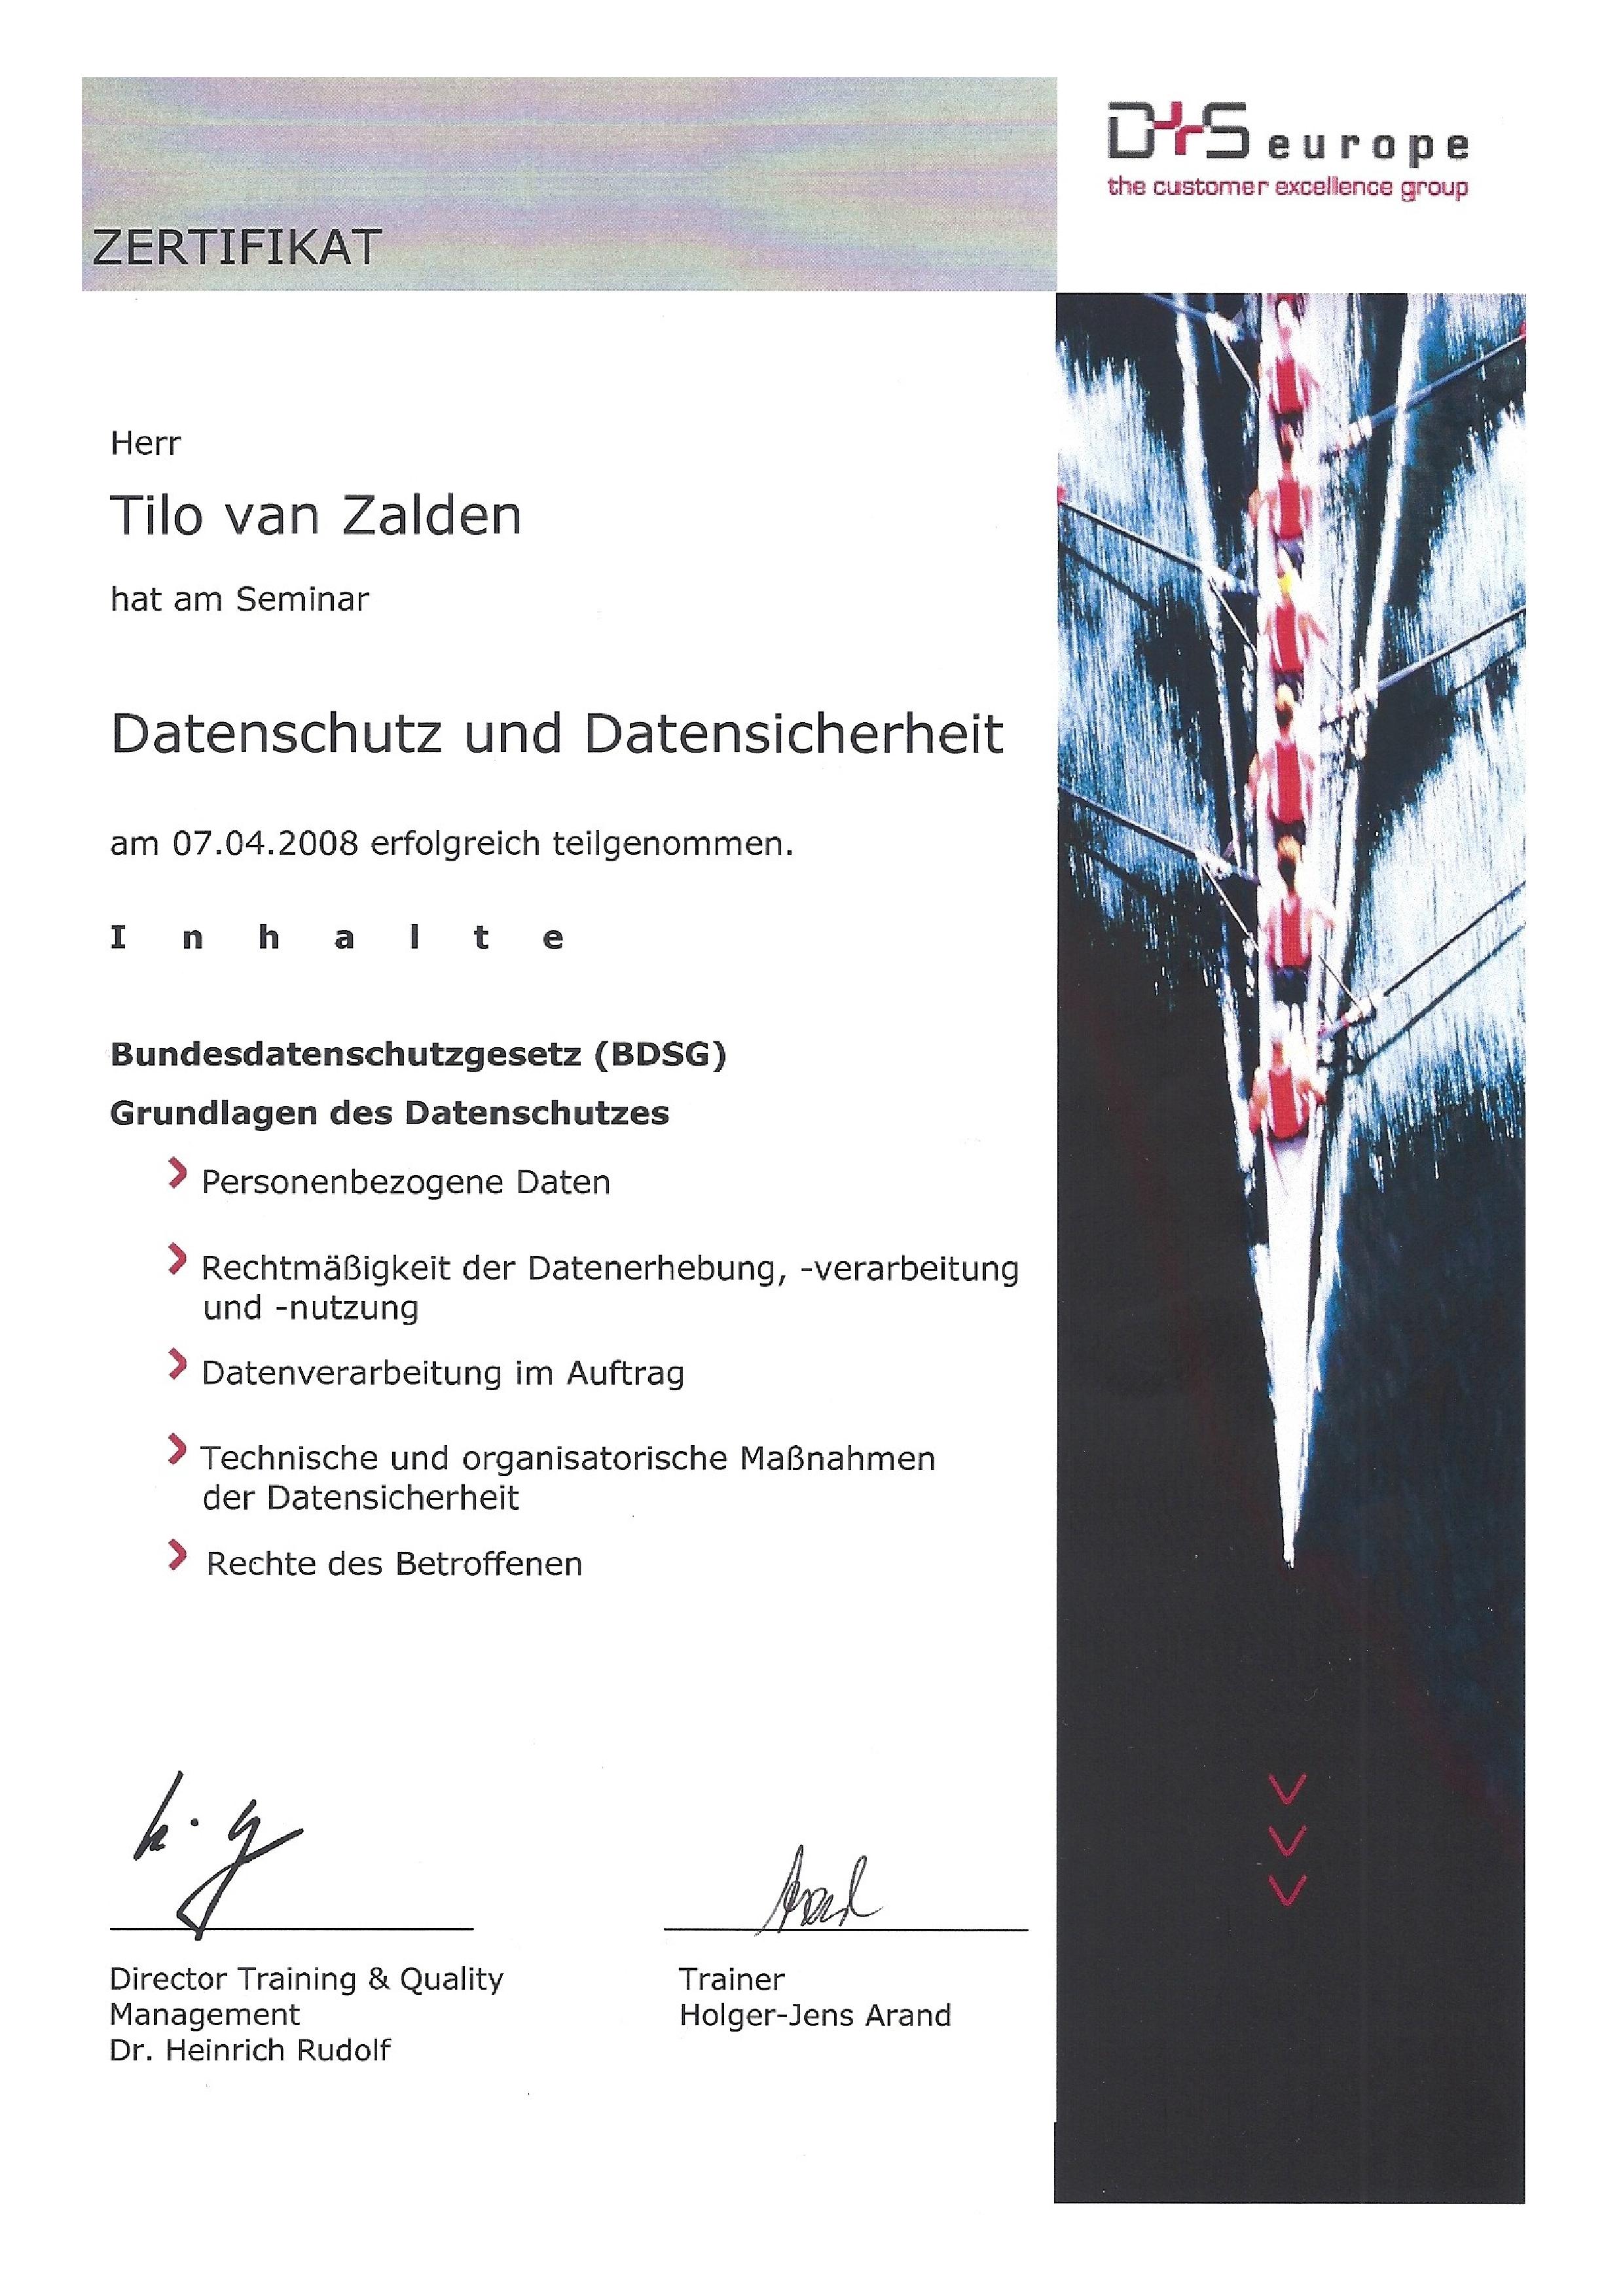 ZERTIFIKAT
D+S europe
the customer excellence group
Herr
Tilo van Zalden
hat am Seminar
Datenschutz und Datensicherheit
am 07.04.2008 erfolgreich teilgenommen.
I n h a l t e
Bundesdatenschutzgesetz (BDSG)
Grundlagen des Datenschutzes
Personenbezogene Daten
Rechtmäßigkeit der Datenerhebung, -verarbeitung
und -nutzung
Datenverarbeitung im Auftrag
Technische und organisatorische Maßnahmen
der Datensicherheit
Rechte des Betroffenen
Arand
Director Training & Quality
Management
Dr. Heinrich Rudolf
Trainer
Holger-Jens Arand